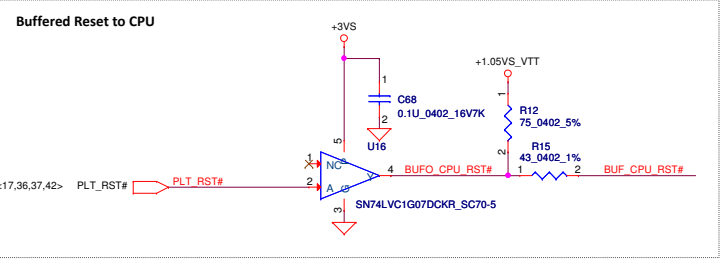 Buffered Reset to CPU
+3VS
+1.05VS_VTT
1
C68
0.1U_0402_16V7K
2
1
R12
75_0402_5%
2
5
U16
1
NC
P
R15
43_0402_1%
<17,36,37,42> PLT_RST#
PLT_RST#
2
A
G
Y
4
BUFO_CPU_RST#
1
2
BUF_CPU_RST#
3
SN74LVC1G07DCKR_SC70-5